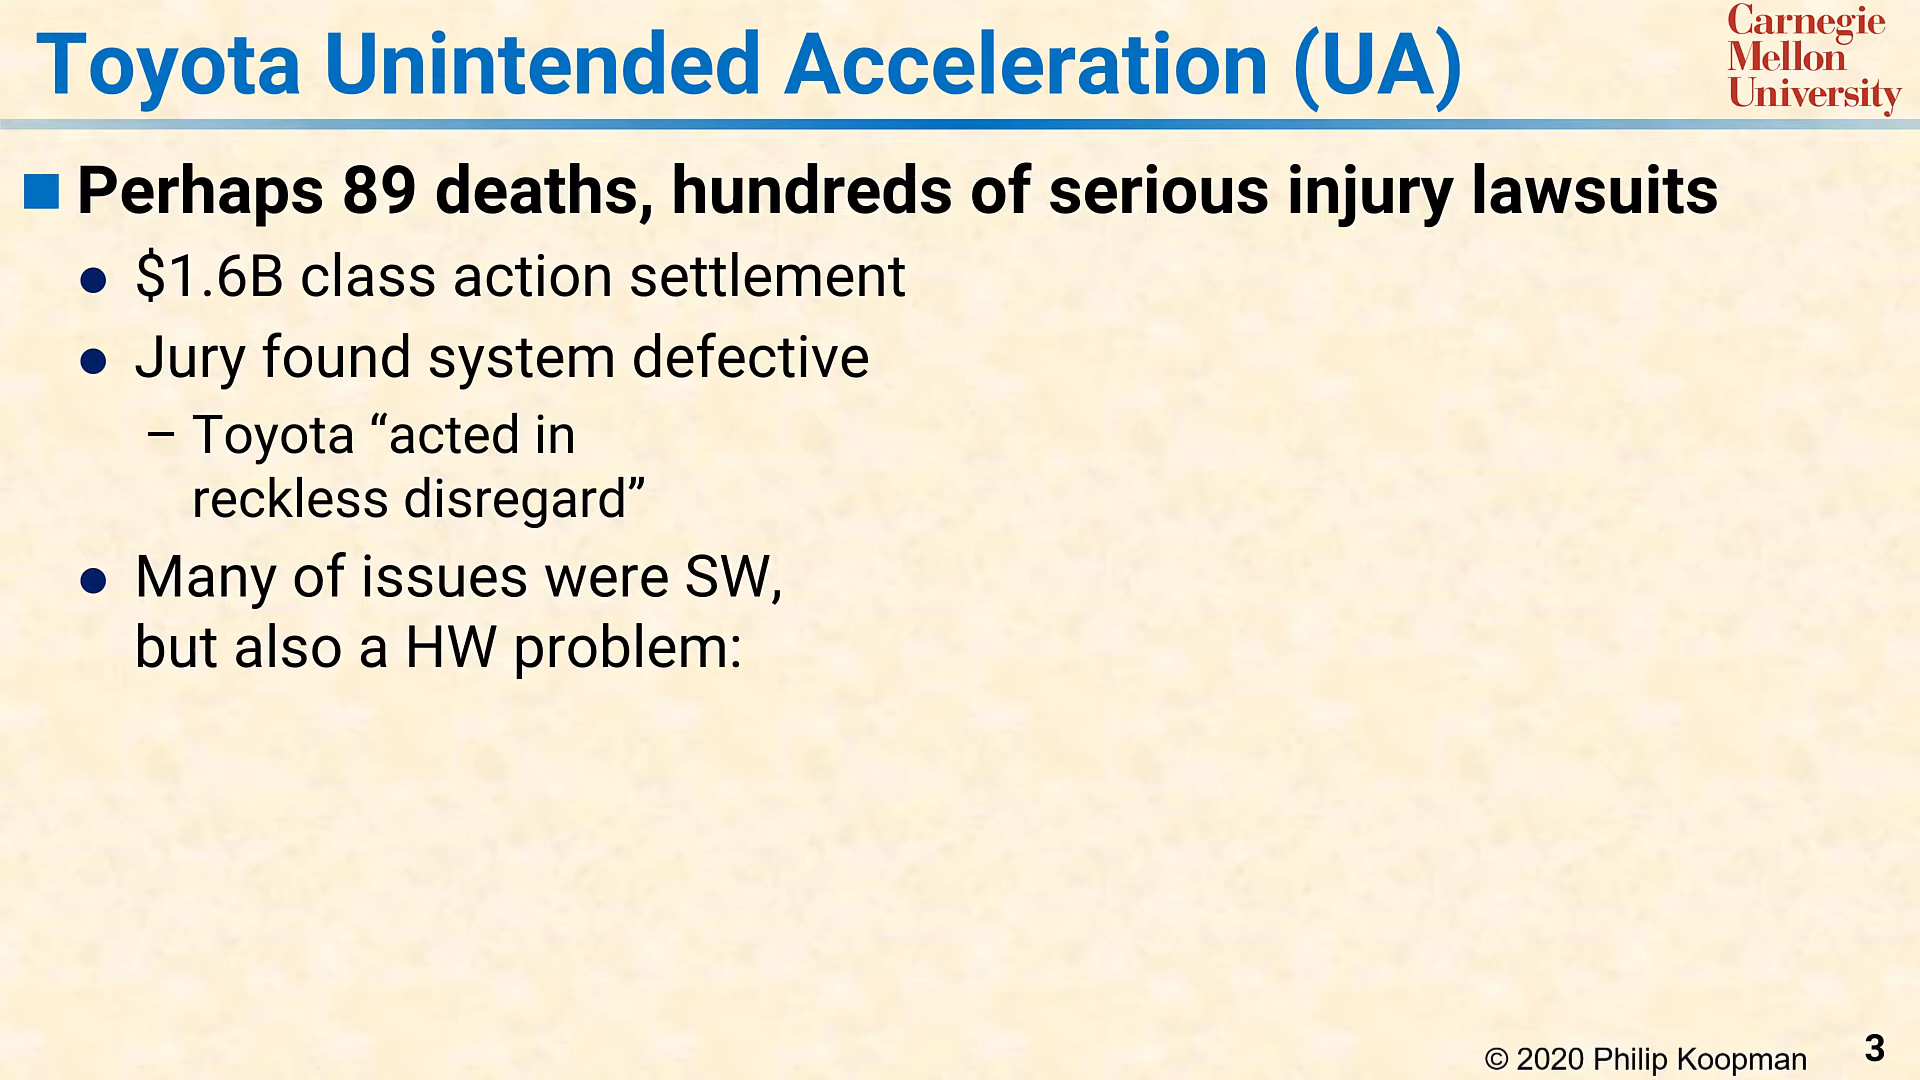 Toyota Unintended Acceleration (UA)
Carnegie
Mellon
University
Perhaps 89 deaths, hundreds of serious injury lawsuits
● $1.6B class action settlement
● Jury found system defective
– Toyota “acted in
reckless disregard”
● Many of issues were SW,
but also a HW problem:
© 2020 Philip Koopman
3